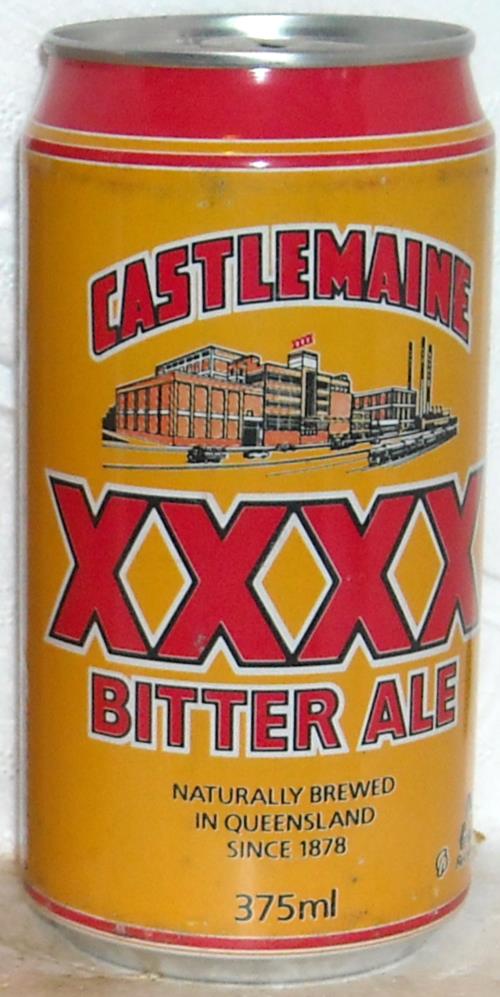 CASTLEMAINE
XXXX
BITTER ALE
NATURALLY BREWED
IN QUEENSLAND
SINCE 1878
375ml